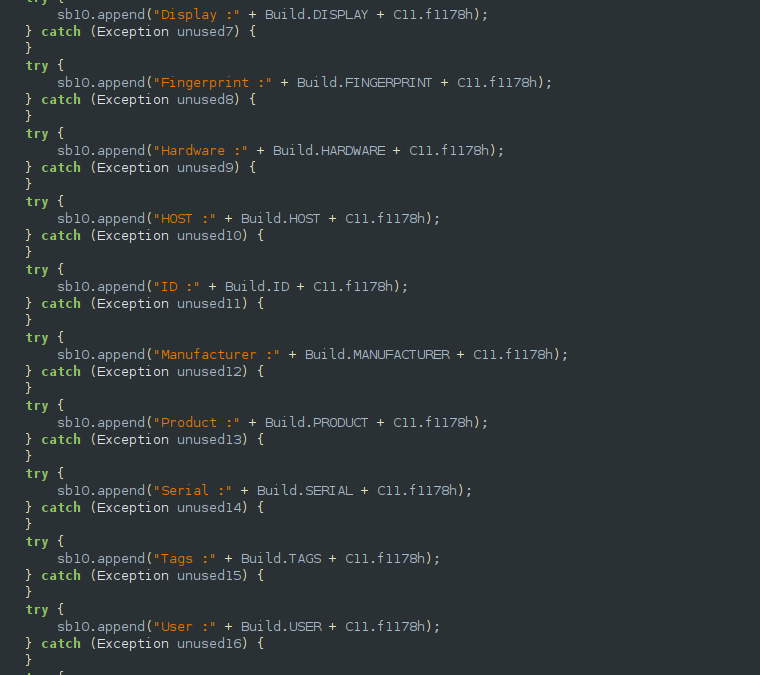 sb10.append("Display :" + Build.DISPLAY + C11.f1178h);
} catch (Exception unused7) {
}
try {
sb10.append("Fingerprint :" + Build.FINGERPRINT + C11.f1178h);
} catch (Exception unused8) {
}
try {
sb10.append("Hardware :" + Build.HARDWARE + C11.f1178h);
} catch (Exception unused9) {
}
try {
sb10.append("HOST :" + Build.HOST + C11.f1178h);
} catch (Exception unused10) {
}
try {
sb10.append("ID :" + Build.ID + C11.f1178h);
} catch (Exception unused11) {
}
try {
sb10.append("Manufacturer :" + Build.MANUFACTURER + C11.f1178h);
} catch (Exception unused12) {
}
try {
sb10.append("Product :" + Build.PRODUCT + C11.f1178h);
} catch (Exception unused13) {
}
try {
sb10.append("Serial :" + Build.SERIAL + C11.f1178h);
} catch (Exception unused14) {
}
try {
sb10.append("Tags :" + Build.TAGS + C11.f1178h);
} catch (Exception unused15) {
}
try {
sb10.append("User :" + Build.USER + C11.f1178h);
} catch (Exception unused16) {
}